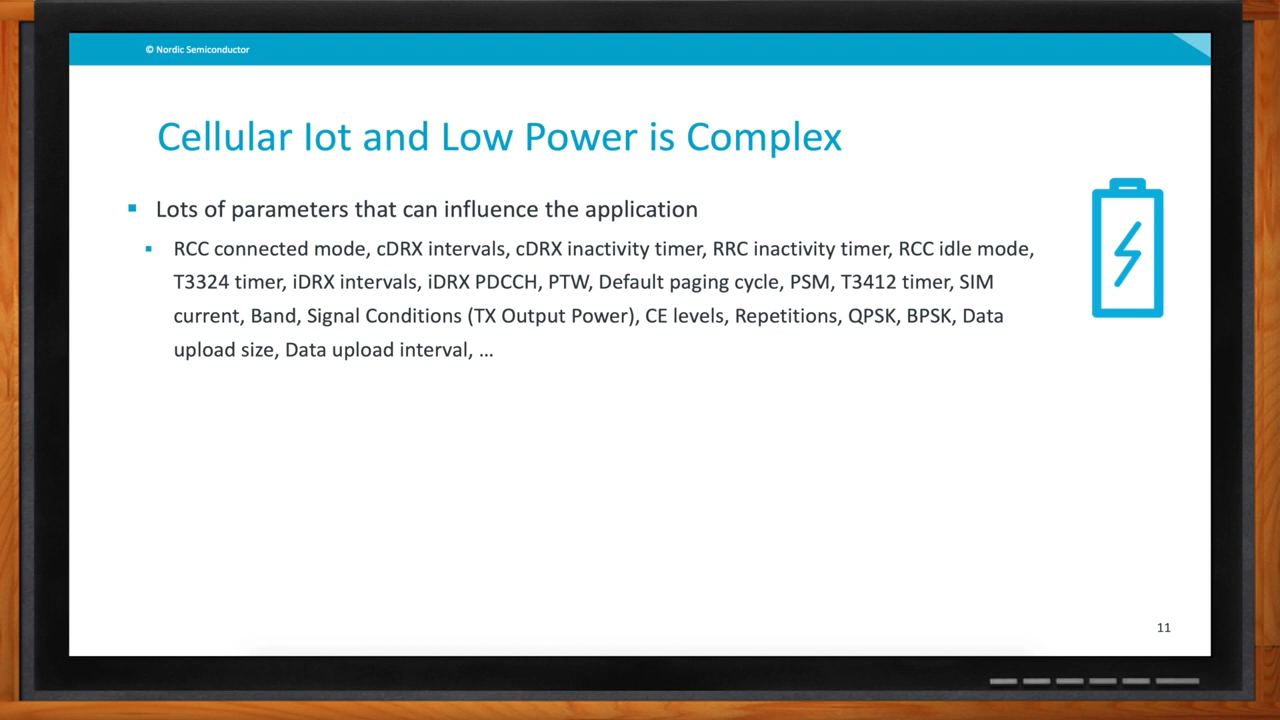 © Nordic Semiconductor
Cellular Iot and Low Power is Complex
▪ Lots of parameters that can influence the application
▪ RCC connected mode, cDRX intervals, cDRX inactivity timer, RRC inactivity timer, RCC idle mode,
T3324 timer, iDRX intervals, iDRX PDCCH, PTW, Default paging cycle, PSM, T3412 timer, SIM
current, Band, Signal Conditions (TX Output Power), CE levels, Repetitions, QPSK, BPSK, Data
upload size, Data upload interval, ...
11